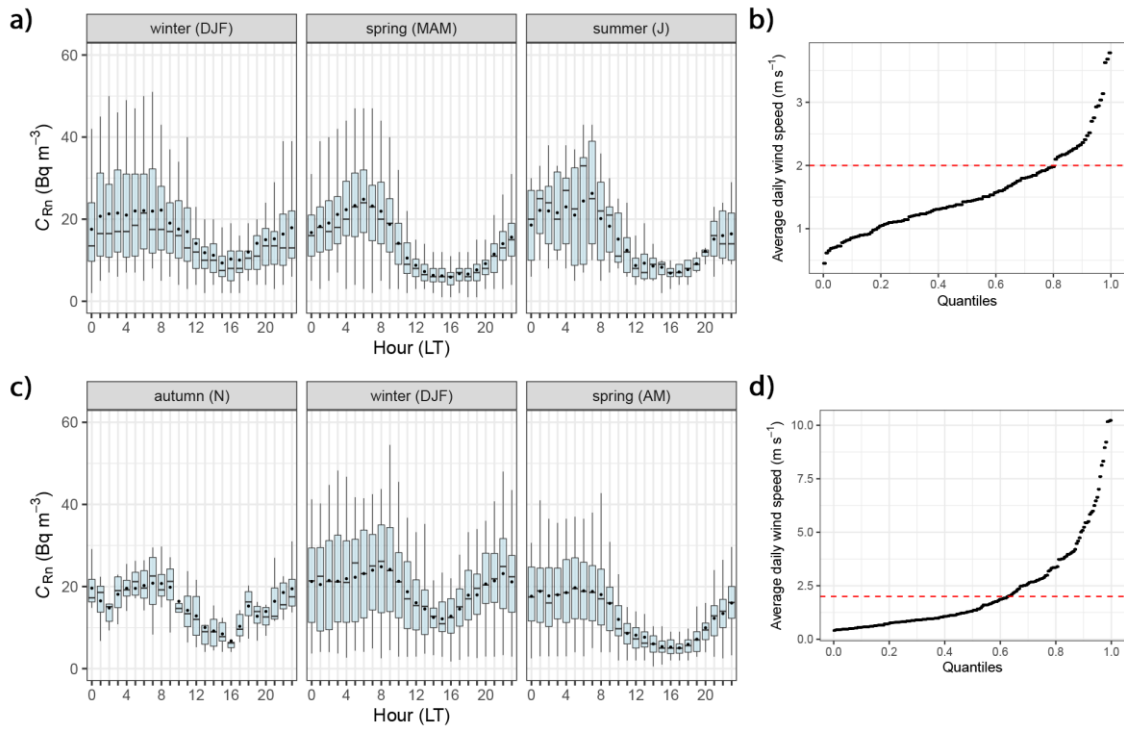 a)
winter (DJF) spring (MAM) summer (J)
60
40
20
0
C_Rn (Bq m⁻³)
0 4 8 12 16 20 0 4 8 12 16 20 0 4 8 12 16 20
Hour (LT)
b)
Average daily wind speed (m s⁻¹)
3
2
1
0.0 0.2 0.4 0.6 0.8 1.0
Quantiles
c)
autumn (N) winter (DJF) spring (AM)
60
40
20
0
C_Rn (Bq m⁻³)
0 4 8 12 16 20 0 4 8 12 16 20 0 4 8 12 16 20
Hour (LT)
d)
Average daily wind speed (m s⁻¹)
10.0
7.5
5.0
2.5
0.0
0.0 0.2 0.4 0.6 0.8 1.0
Quantiles